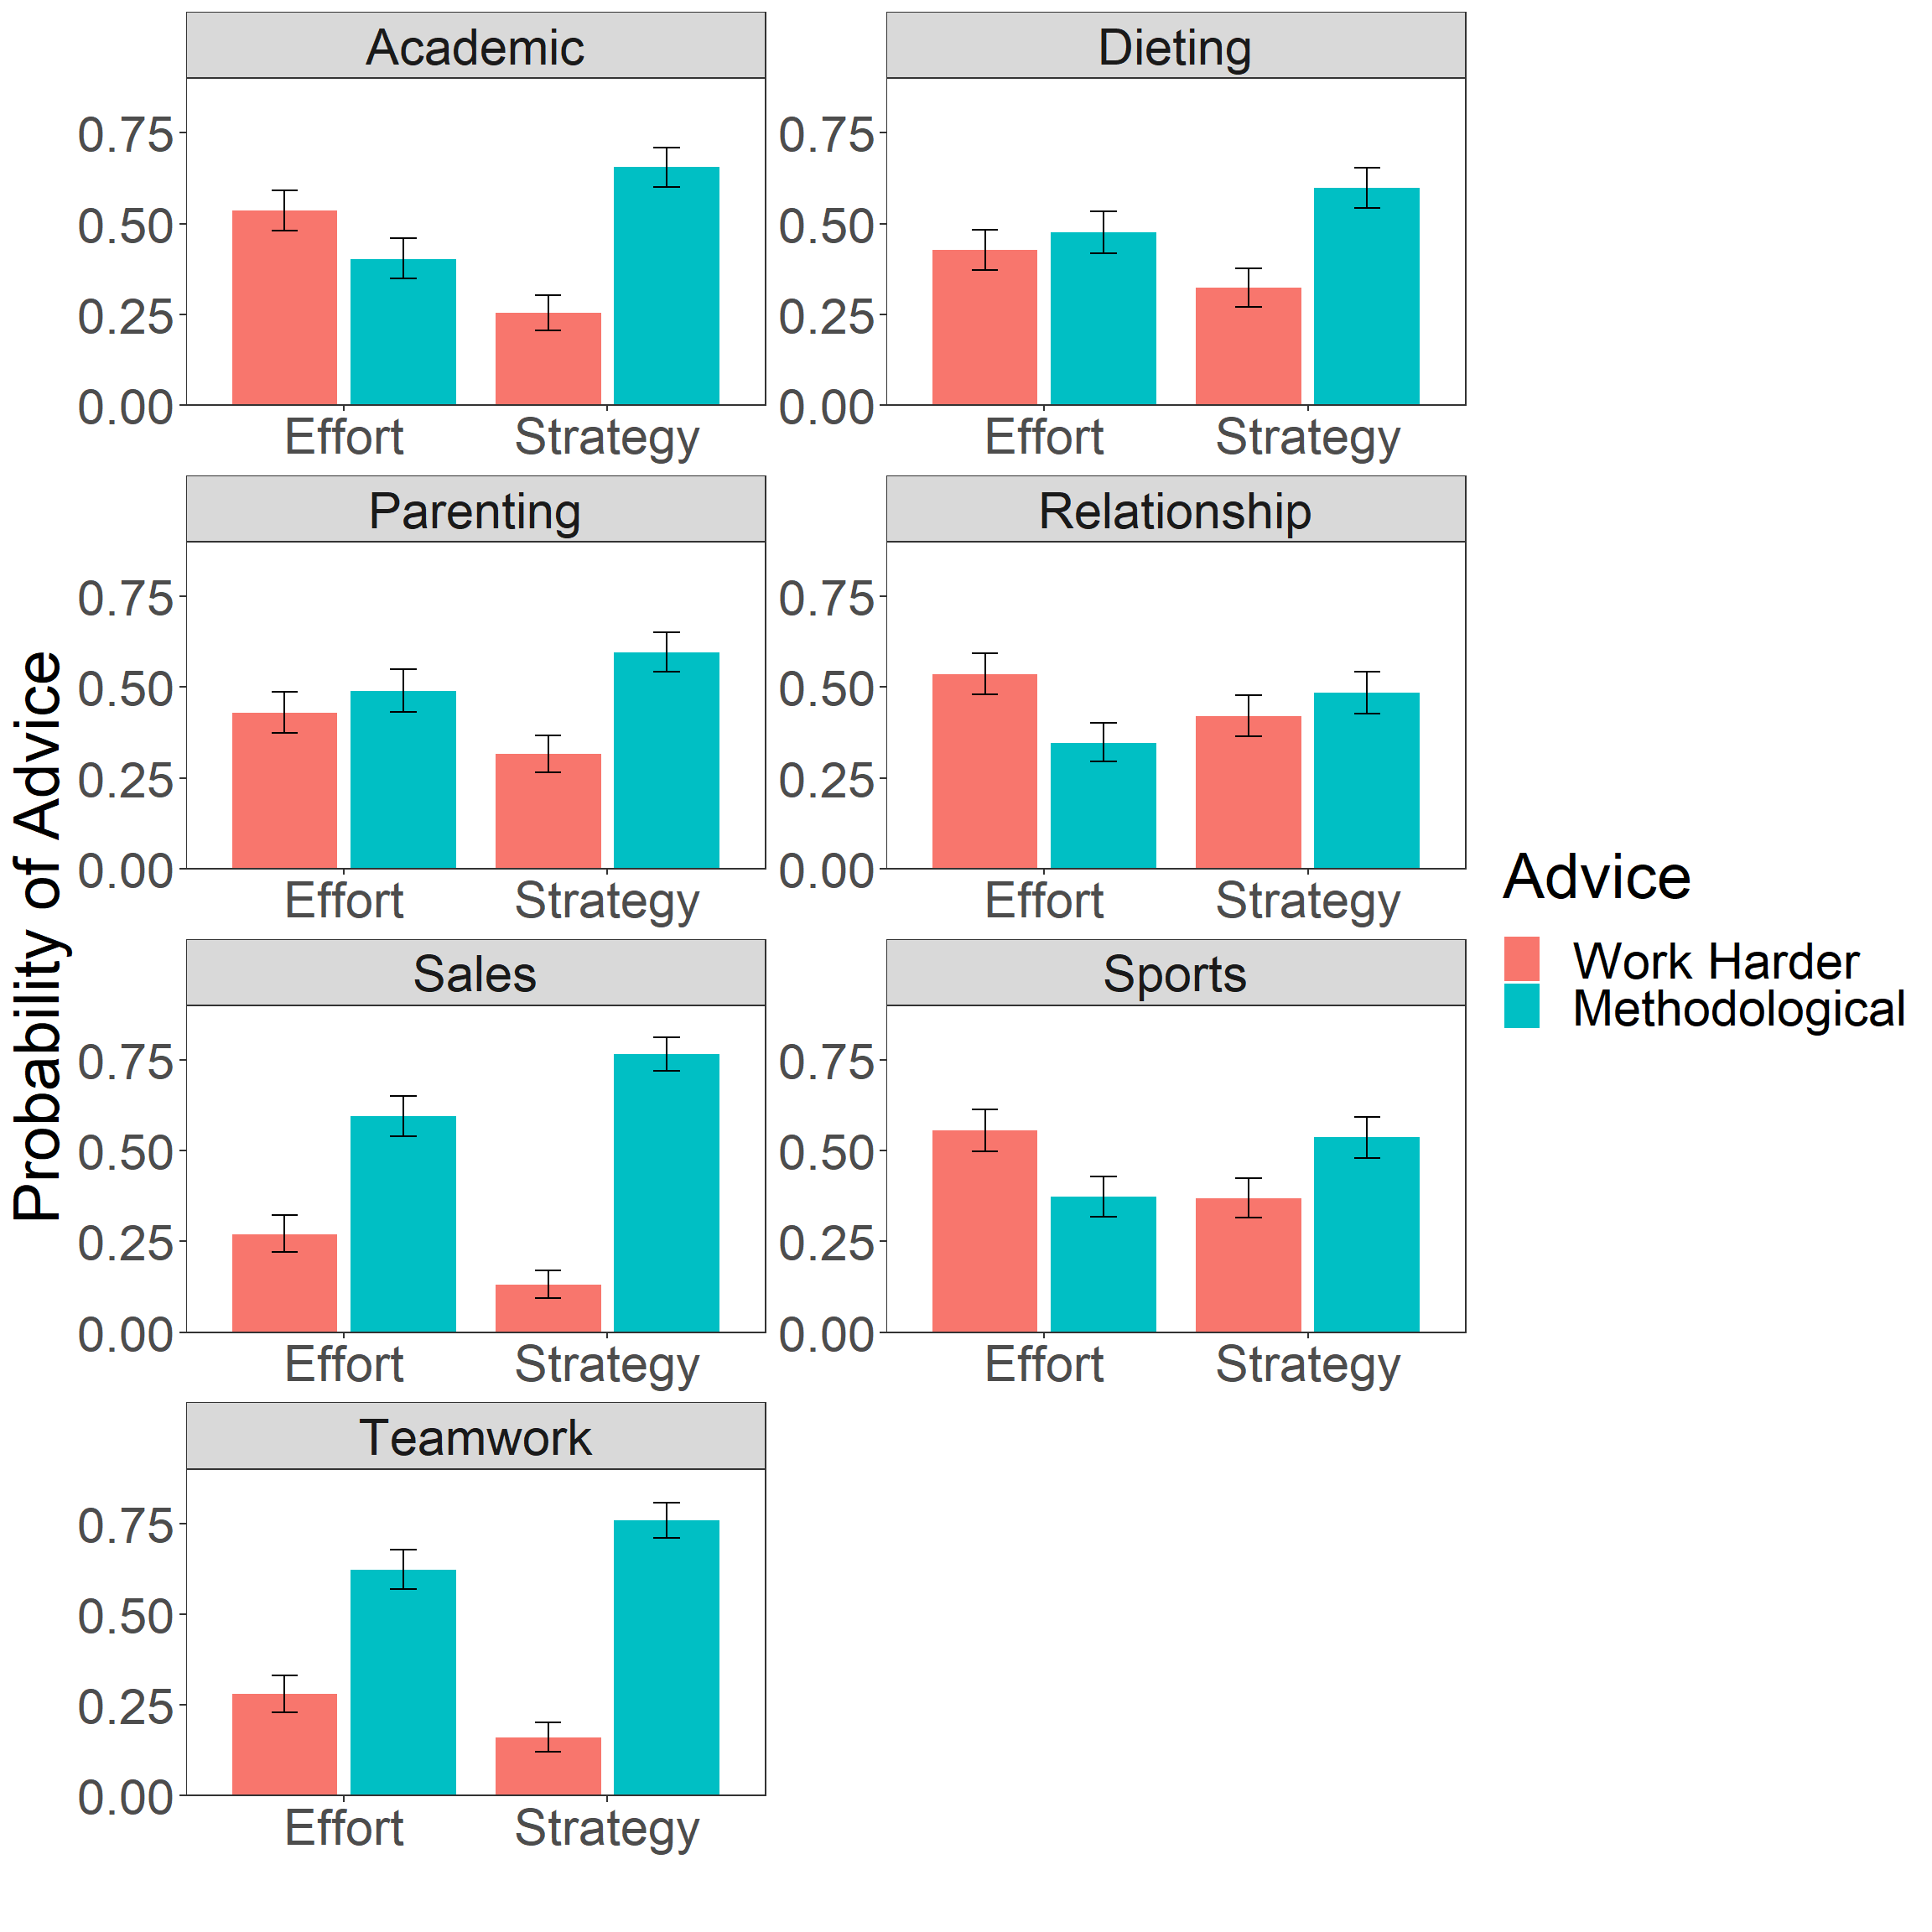 Academic
Dieting
0.75
0.50
0.25
0.00
Effort
Strategy
0.75
0.50
0.25
0.00
Effort
Strategy
Parenting
Relationship
0.75
0.50
0.25
0.00
Effort
Strategy
0.75
0.50
0.25
0.00
Effort
Strategy
Sales
Sports
0.75
0.50
0.25
0.00
Effort
Strategy
0.75
0.50
0.25
0.00
Effort
Strategy
Teamwork
0.75
0.50
0.25
0.00
Effort
Strategy
Probability of Advice
Advice
Work Harder
Methodological